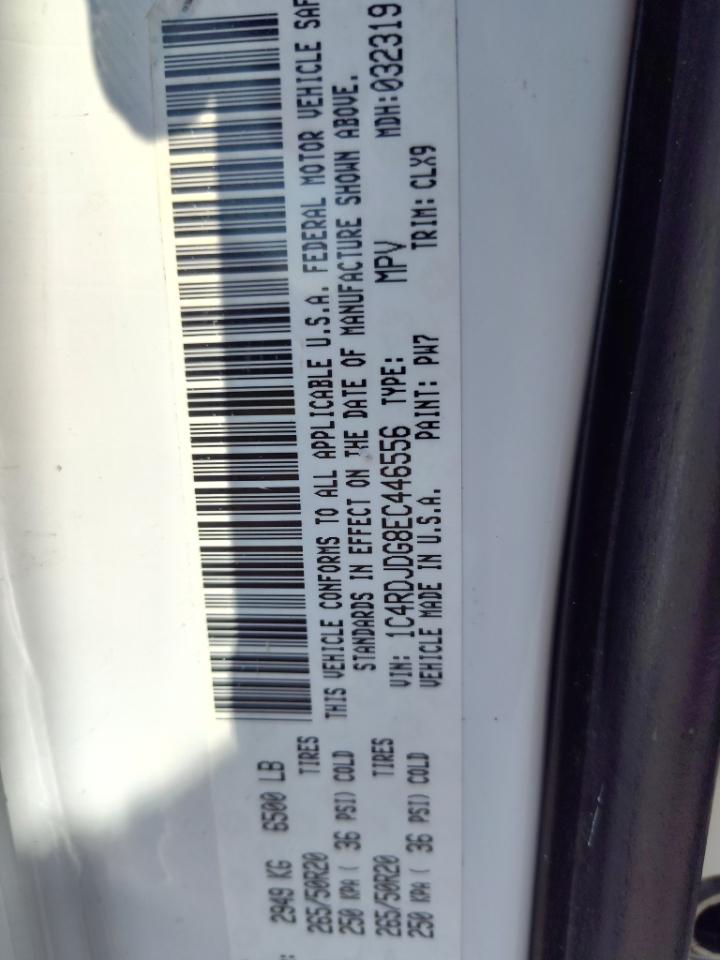 : 2949 KG 6500 LB
265/50R20 TIRES
250 KPA ( 36 PSI) COLD
265/50R20 TIRES
250 KPA ( 36 PSI) COLD
THIS VEHICLE CONFORMS TO ALL APPLICABLE U.S.A. FEDERAL MOTOR VEHICLE SAF
STANDARDS IN EFFECT ON THE DATE OF MANUFACTURE SHOWN ABOVE.
VIN: 1C4RDJDG8EC446556 TYPE: MPV MDH:032319
VEHICLE MADE IN U.S.A. PAINT: PW7 TRIM: CLX9